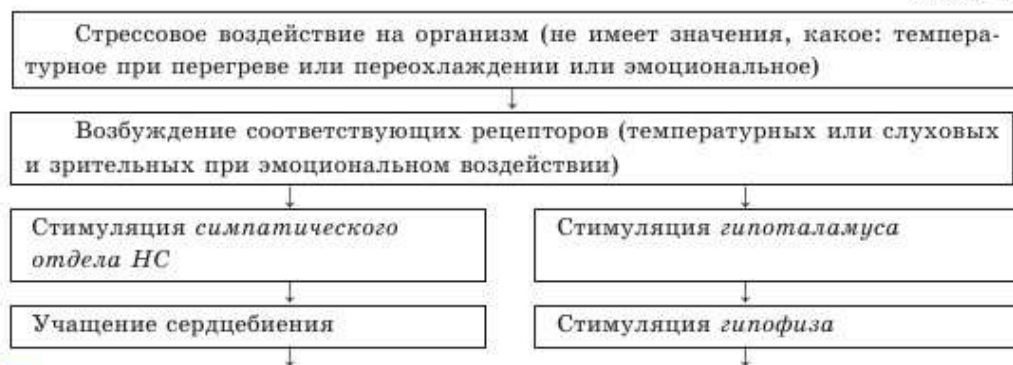 Стрессовое воздействие на организм (не имеет значения, какое: темпера-
турное при перегреве или переохлаждении или эмоциональное)
↓
Возбуждение соответствующих рецепторов (температурных или слуховых
и зрительных при эмоциональном воздействии)
↓ ↓
Стимуляция симпатического
отдела НС
Стимуляция гипоталамуса
↓ ↓
Учащение сердцебиения
Стимуляция гипофиза
↓ ↓